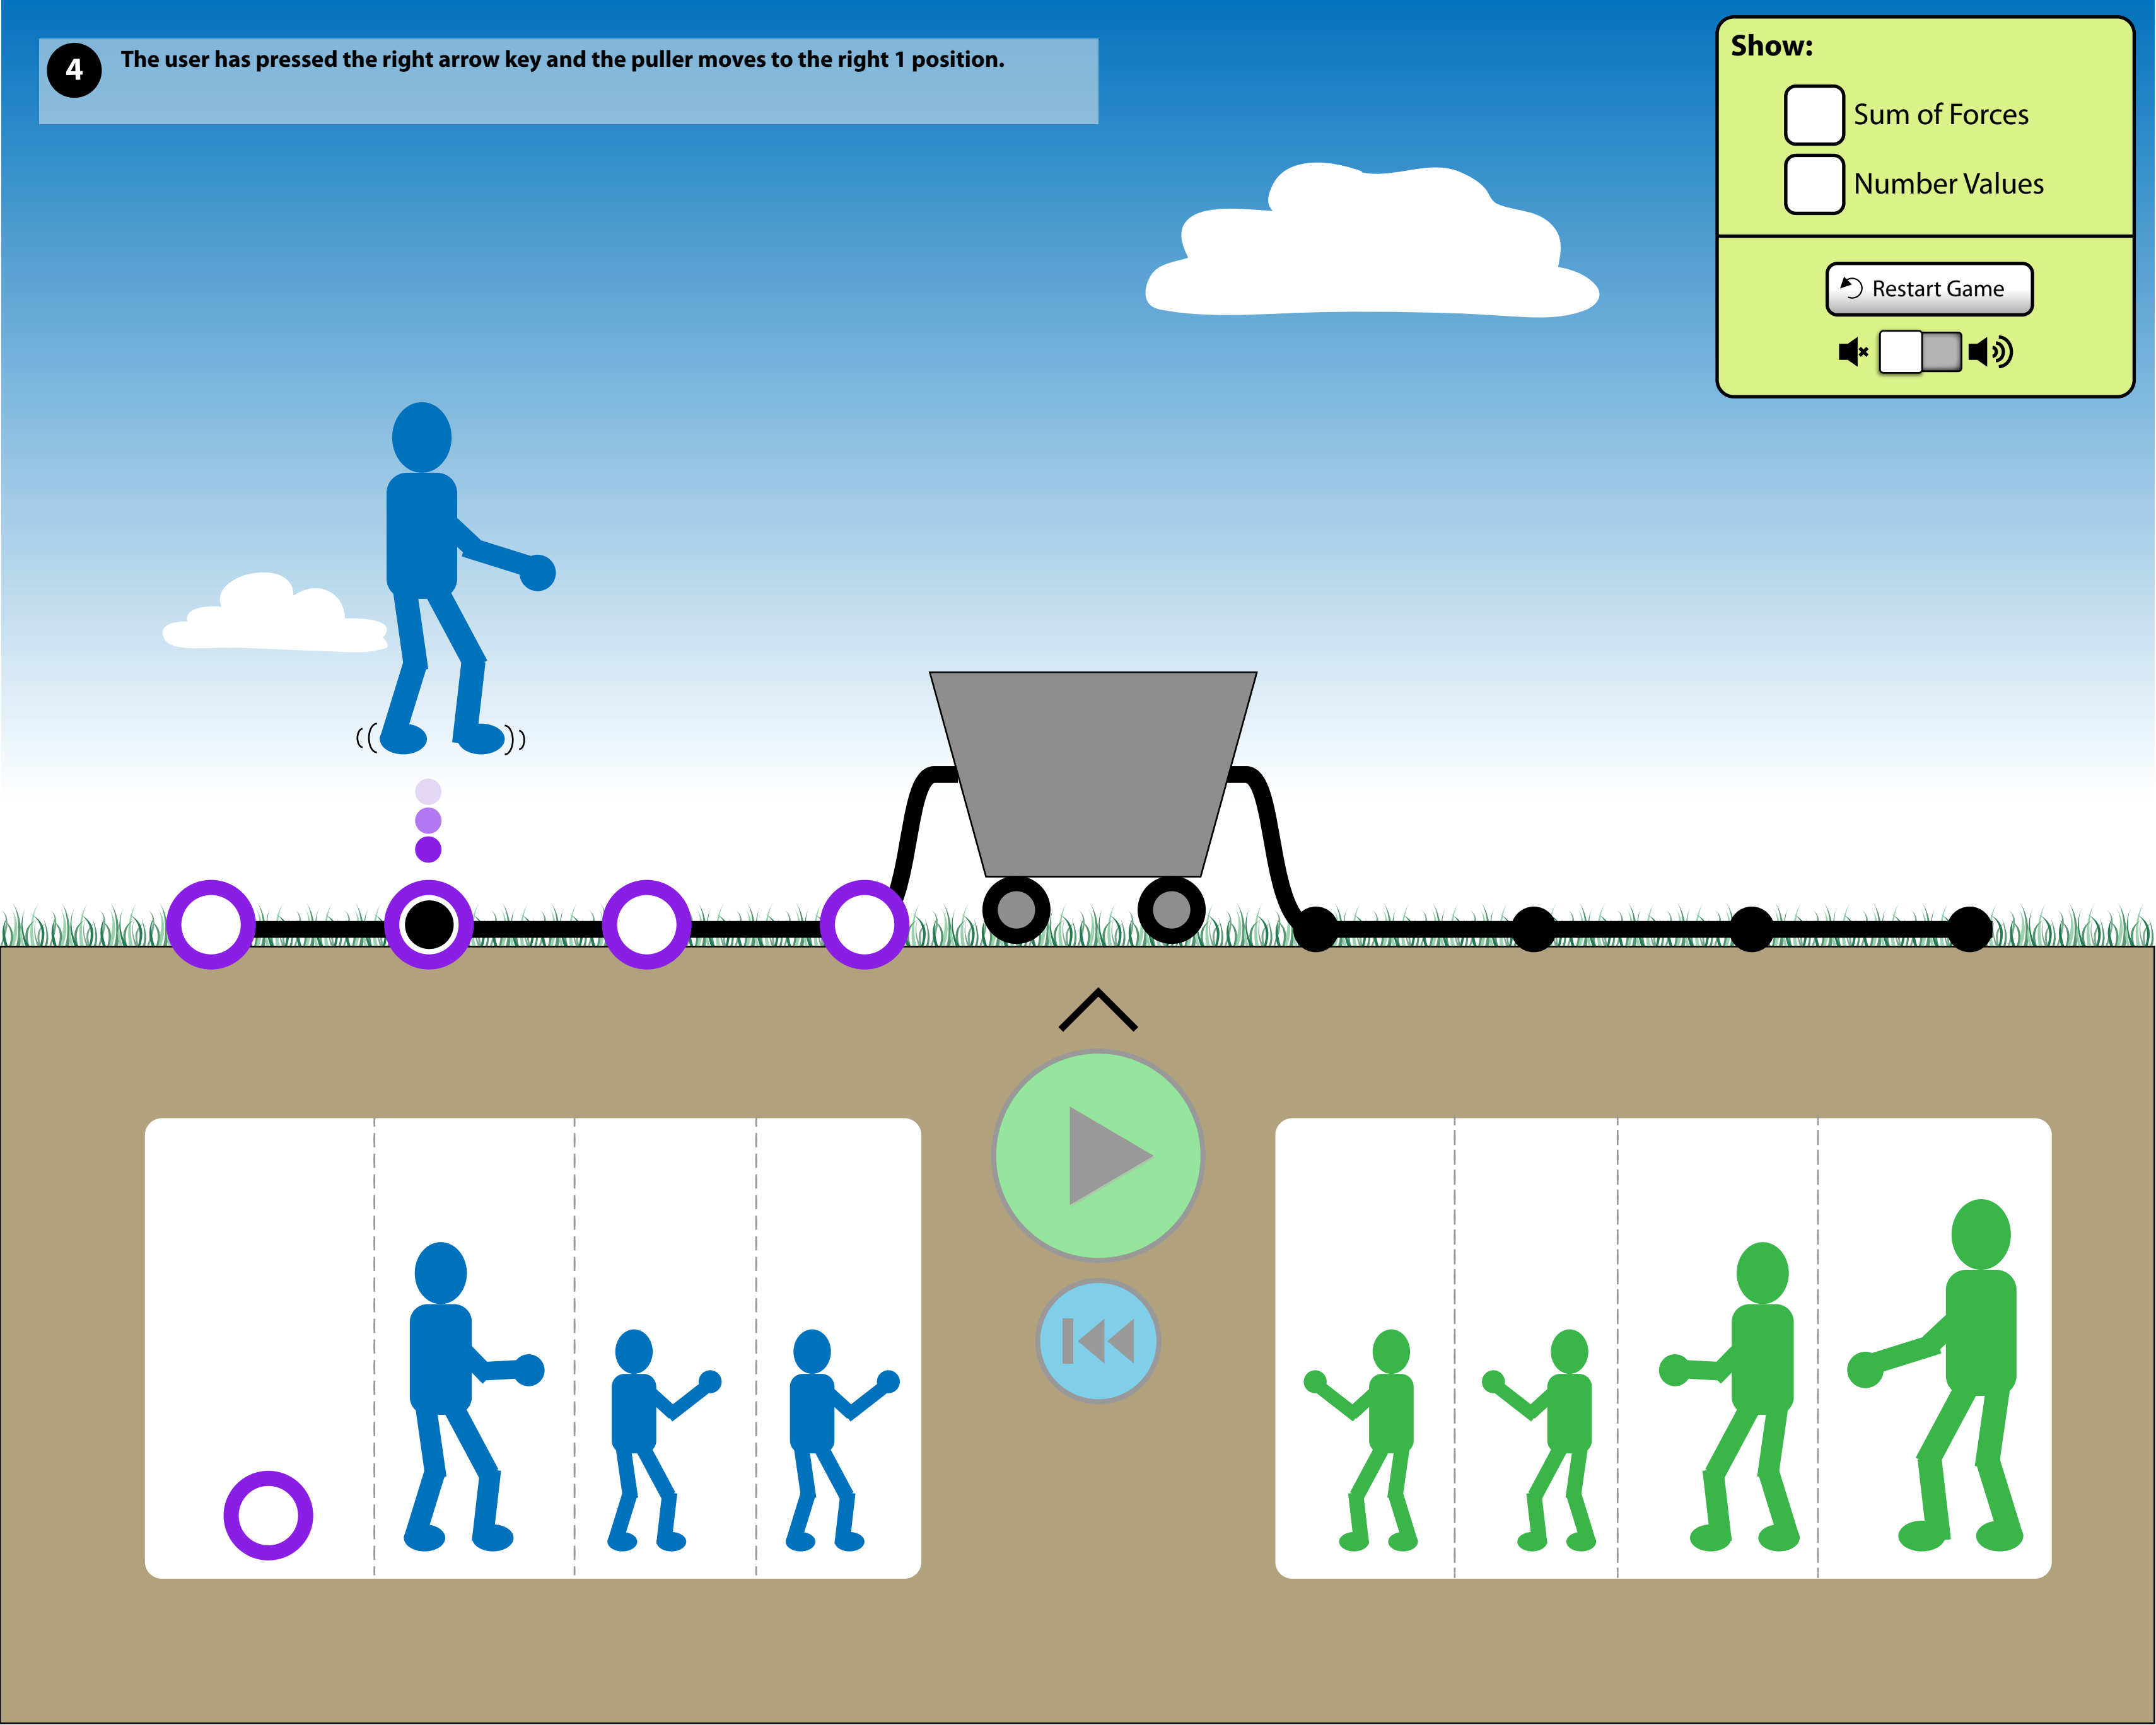 4
The user has pressed the right arrow key and the puller moves to the right 1 position.
Show:
Sum of Forces
Number Values
Restart Game